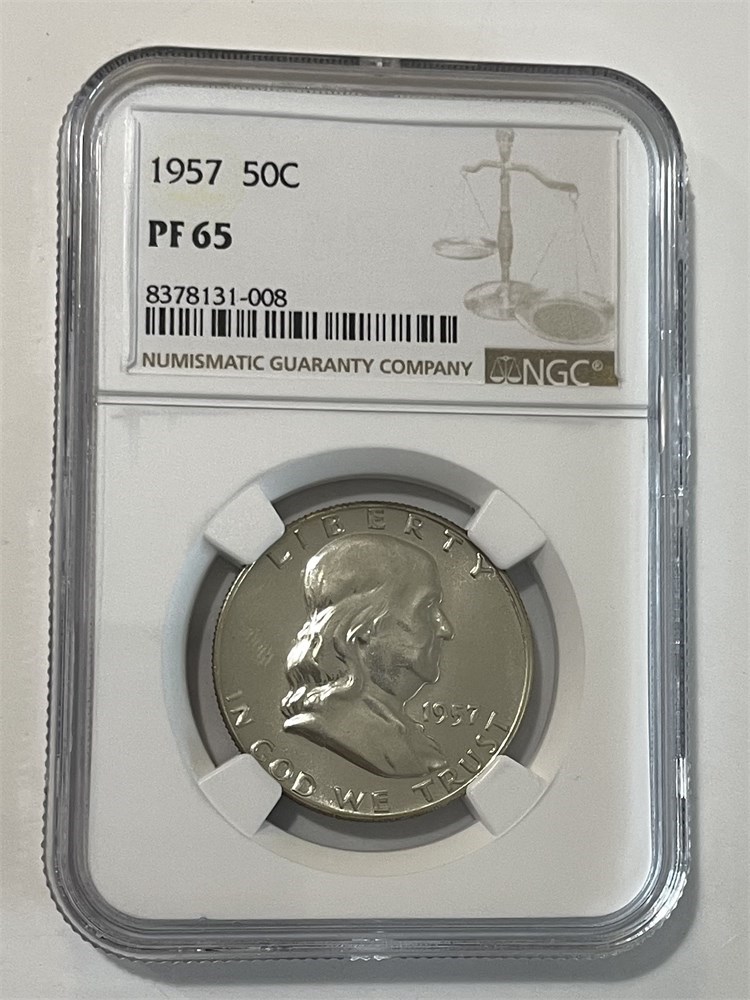 1957 50C
PF 65
8378131-008
NUMISMATIC GUARANTY COMPANY NGC®
LIBERTY
1957
IN GOD WE TRUST